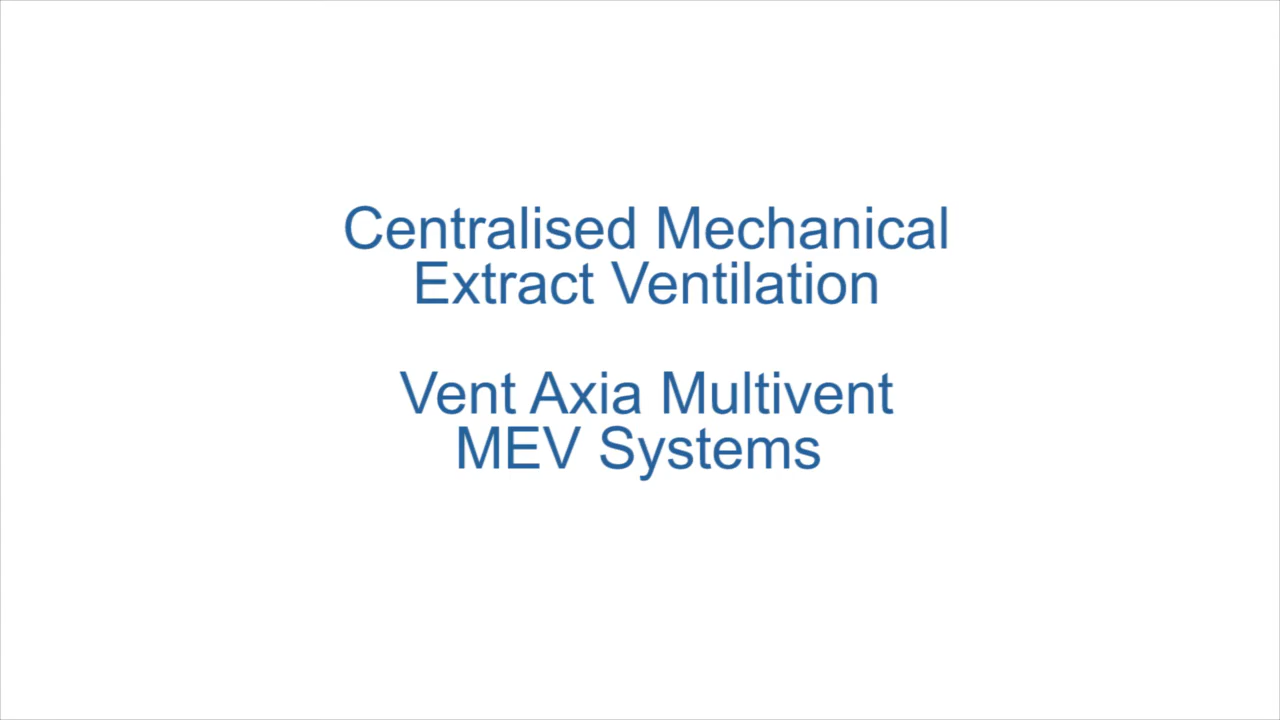 Centralised Mechanical
Extract Ventilation
Vent Axia Multivent
MEV Systems